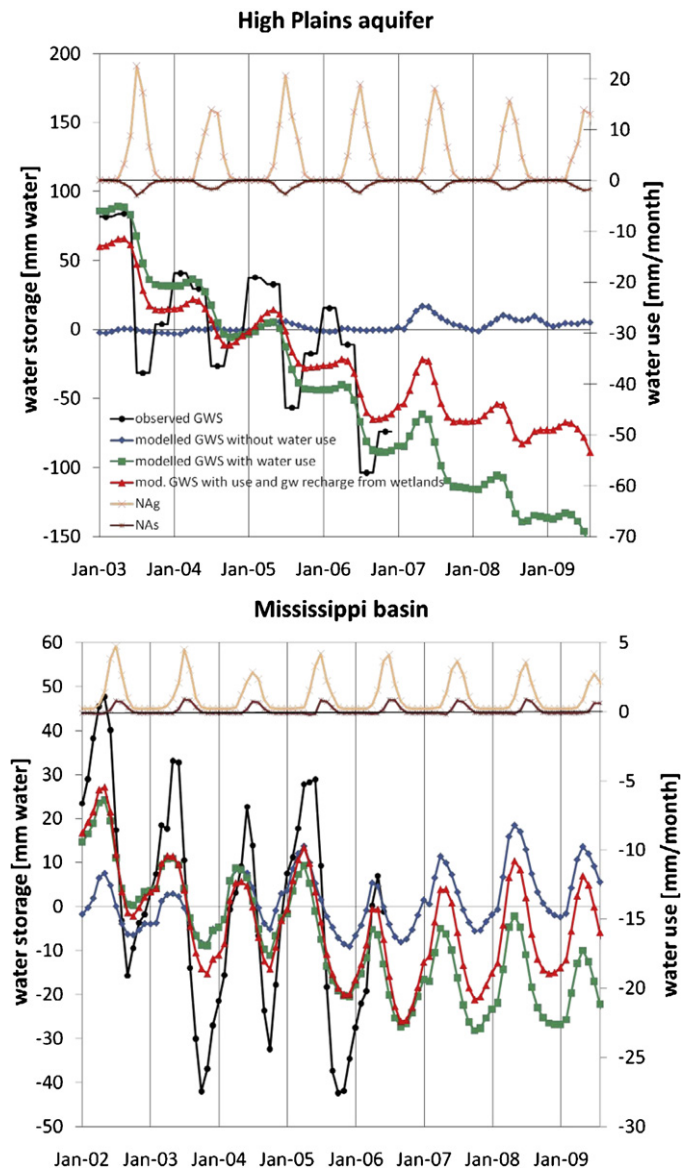 High Plains aquifer
200
150
100
50
0
-50
-100
-150
water storage [mm water]
20
10
0
-10
-20
-30
-40
-50
-60
-70
water use [mm/month]
observed GWS
modelled GWS without water use
modelled GWS with water use
mod. GWS with use and gw recharge from wetlands
NAg
NAs
Jan-03 Jan-04 Jan-05 Jan-06 Jan-07 Jan-08 Jan-09
Mississippi basin
60
50
40
30
20
10
0
-10
-20
-30
-40
-50
water storage [mm water]
5
0
-5
-10
-15
-20
-25
-30
water use [mm/month]
Jan-02 Jan-03 Jan-04 Jan-05 Jan-06 Jan-07 Jan-08 Jan-09